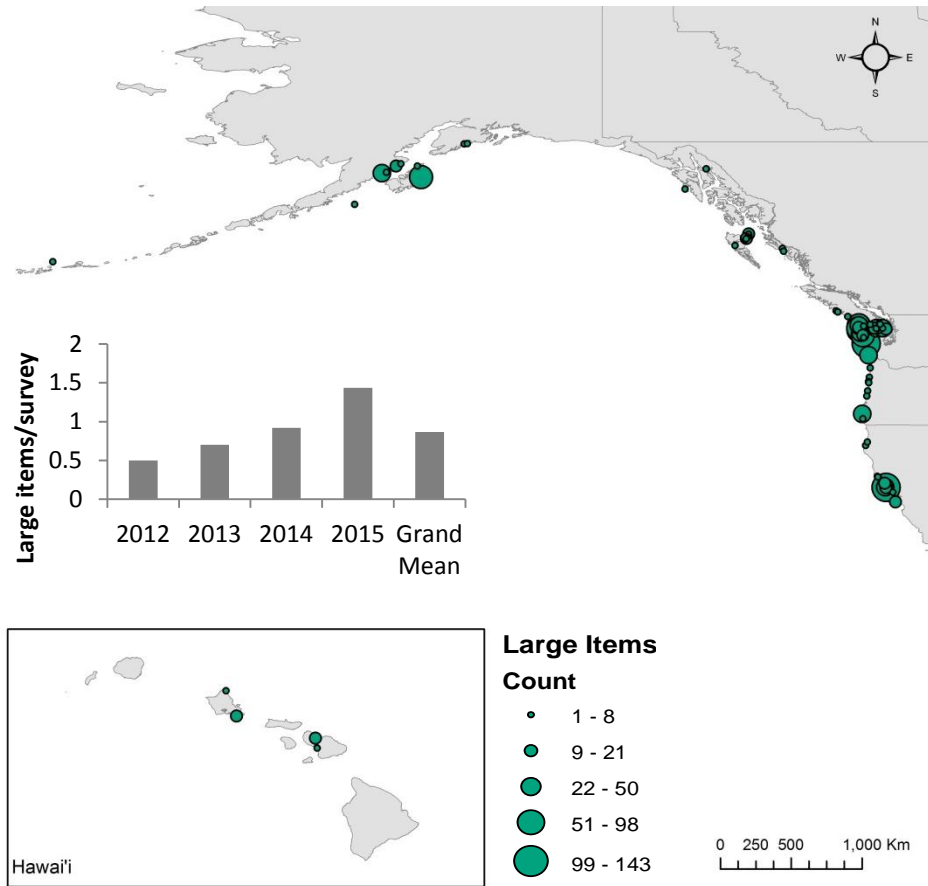 N
W E
S
Large items/survey
2
1.5
1
0.5
0
2012 2013 2014 2015 Grand
Mean
Hawai'i
Large Items
Count
1 - 8
9 - 21
22 - 50
51 - 98
99 - 143
0 250 500 1,000 Km